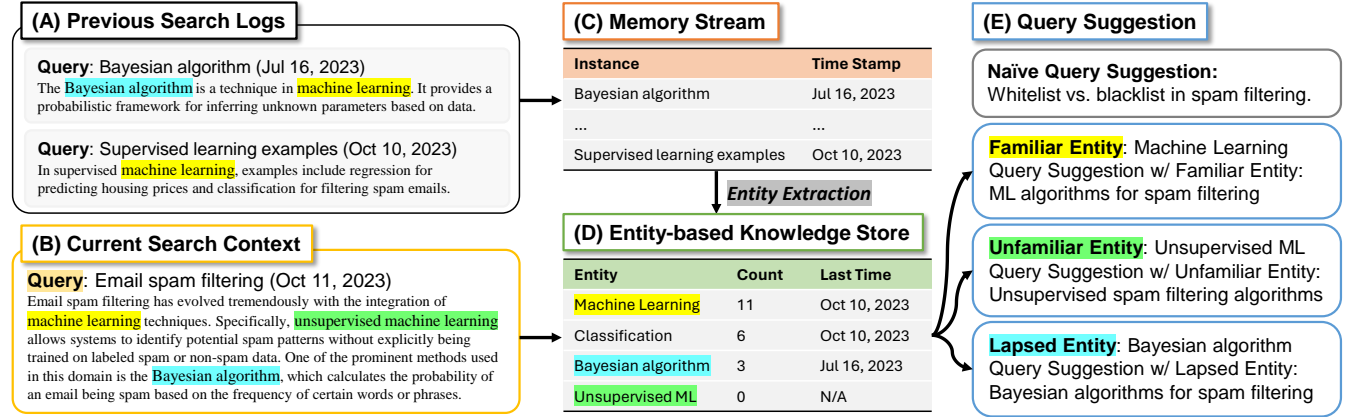 (A) Previous Search Logs
Query: Bayesian algorithm (Jul 16, 2023)
The Bayesian algorithm is a technique in machine learning. It provides a
probabilistic framework for inferring unknown parameters based on data.
Query: Supervised learning examples (Oct 10, 2023)
In supervised machine learning, examples include regression for
predicting housing prices and classification for filtering spam emails.
(B) Current Search Context
Query: Email spam filtering (Oct 11, 2023)
Email spam filtering has evolved tremendously with the integration of
machine learning techniques. Specifically, unsupervised machine learning
allows systems to identify potential spam patterns without explicitly being
trained on labeled spam or non-spam data. One of the prominent methods used
in this domain is the Bayesian algorithm, which calculates the probability of
an email being spam based on the frequency of certain words or phrases.
(C) Memory Stream
Instance Time Stamp
Bayesian algorithm Jul 16, 2023
... ...
Supervised learning examples Oct 10, 2023
Entity Extraction
(D) Entity-based Knowledge Store
Entity Count Last Time
Machine Learning 11 Oct 10, 2023
Classification 6 Oct 10, 2023
Bayesian algorithm 3 Jul 16, 2023
Unsupervised ML 0 N/A
(E) Query Suggestion
Naïve Query Suggestion:
Whitelist vs. blacklist in spam filtering.
Familiar Entity: Machine Learning
Query Suggestion w/ Familiar Entity:
ML algorithms for spam filtering
Unfamiliar Entity: Unsupervised ML
Query Suggestion w/ Unfamiliar Entity:
Unsupervised spam filtering algorithms
Lapsed Entity: Bayesian algorithm
Query Suggestion w/ Lapsed Entity:
Bayesian algorithms for spam filtering